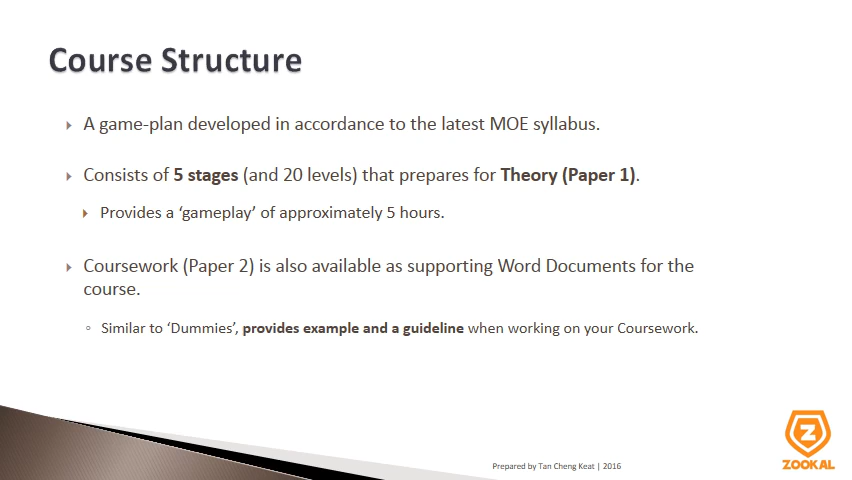 Course Structure
A game-plan developed in accordance to the latest MOE syllabus.
Consists of 5 stages (and 20 levels) that prepares for Theory (Paper 1).
Provides a ‘gameplay’ of approximately 5 hours.
Coursework (Paper 2) is also available as supporting Word Documents for the
course.
Similar to ‘Dummies’, provides example and a guideline when working on your Coursework.
Prepared by Tan Cheng Keat | 2016
Z
ZOOKAL